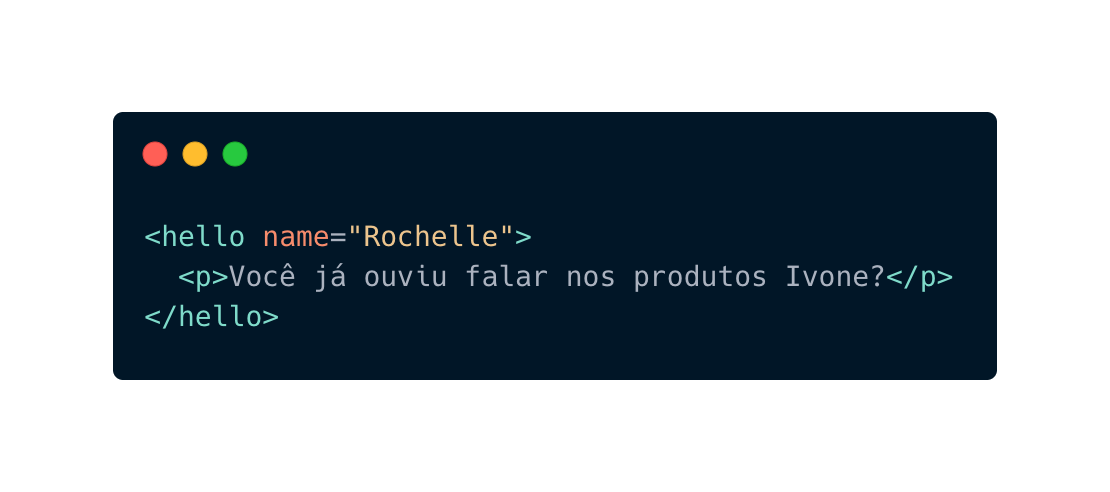 <hello name="Rochelle">
  <p>Você já ouviu falar nos produtos Ivone?</p>
</hello>